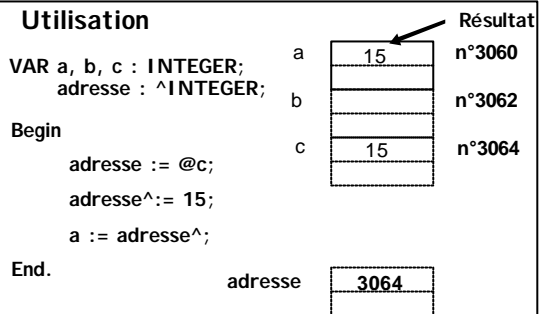 Utilisation
Résultat
a 15 n°3060
VAR a, b, c : INTEGER;
adresse : ^INTEGER;
b n°3062
Begin
c 15 n°3064
adresse := @c;
adresse^:= 15;
a := adresse^;
End.
adresse 3064